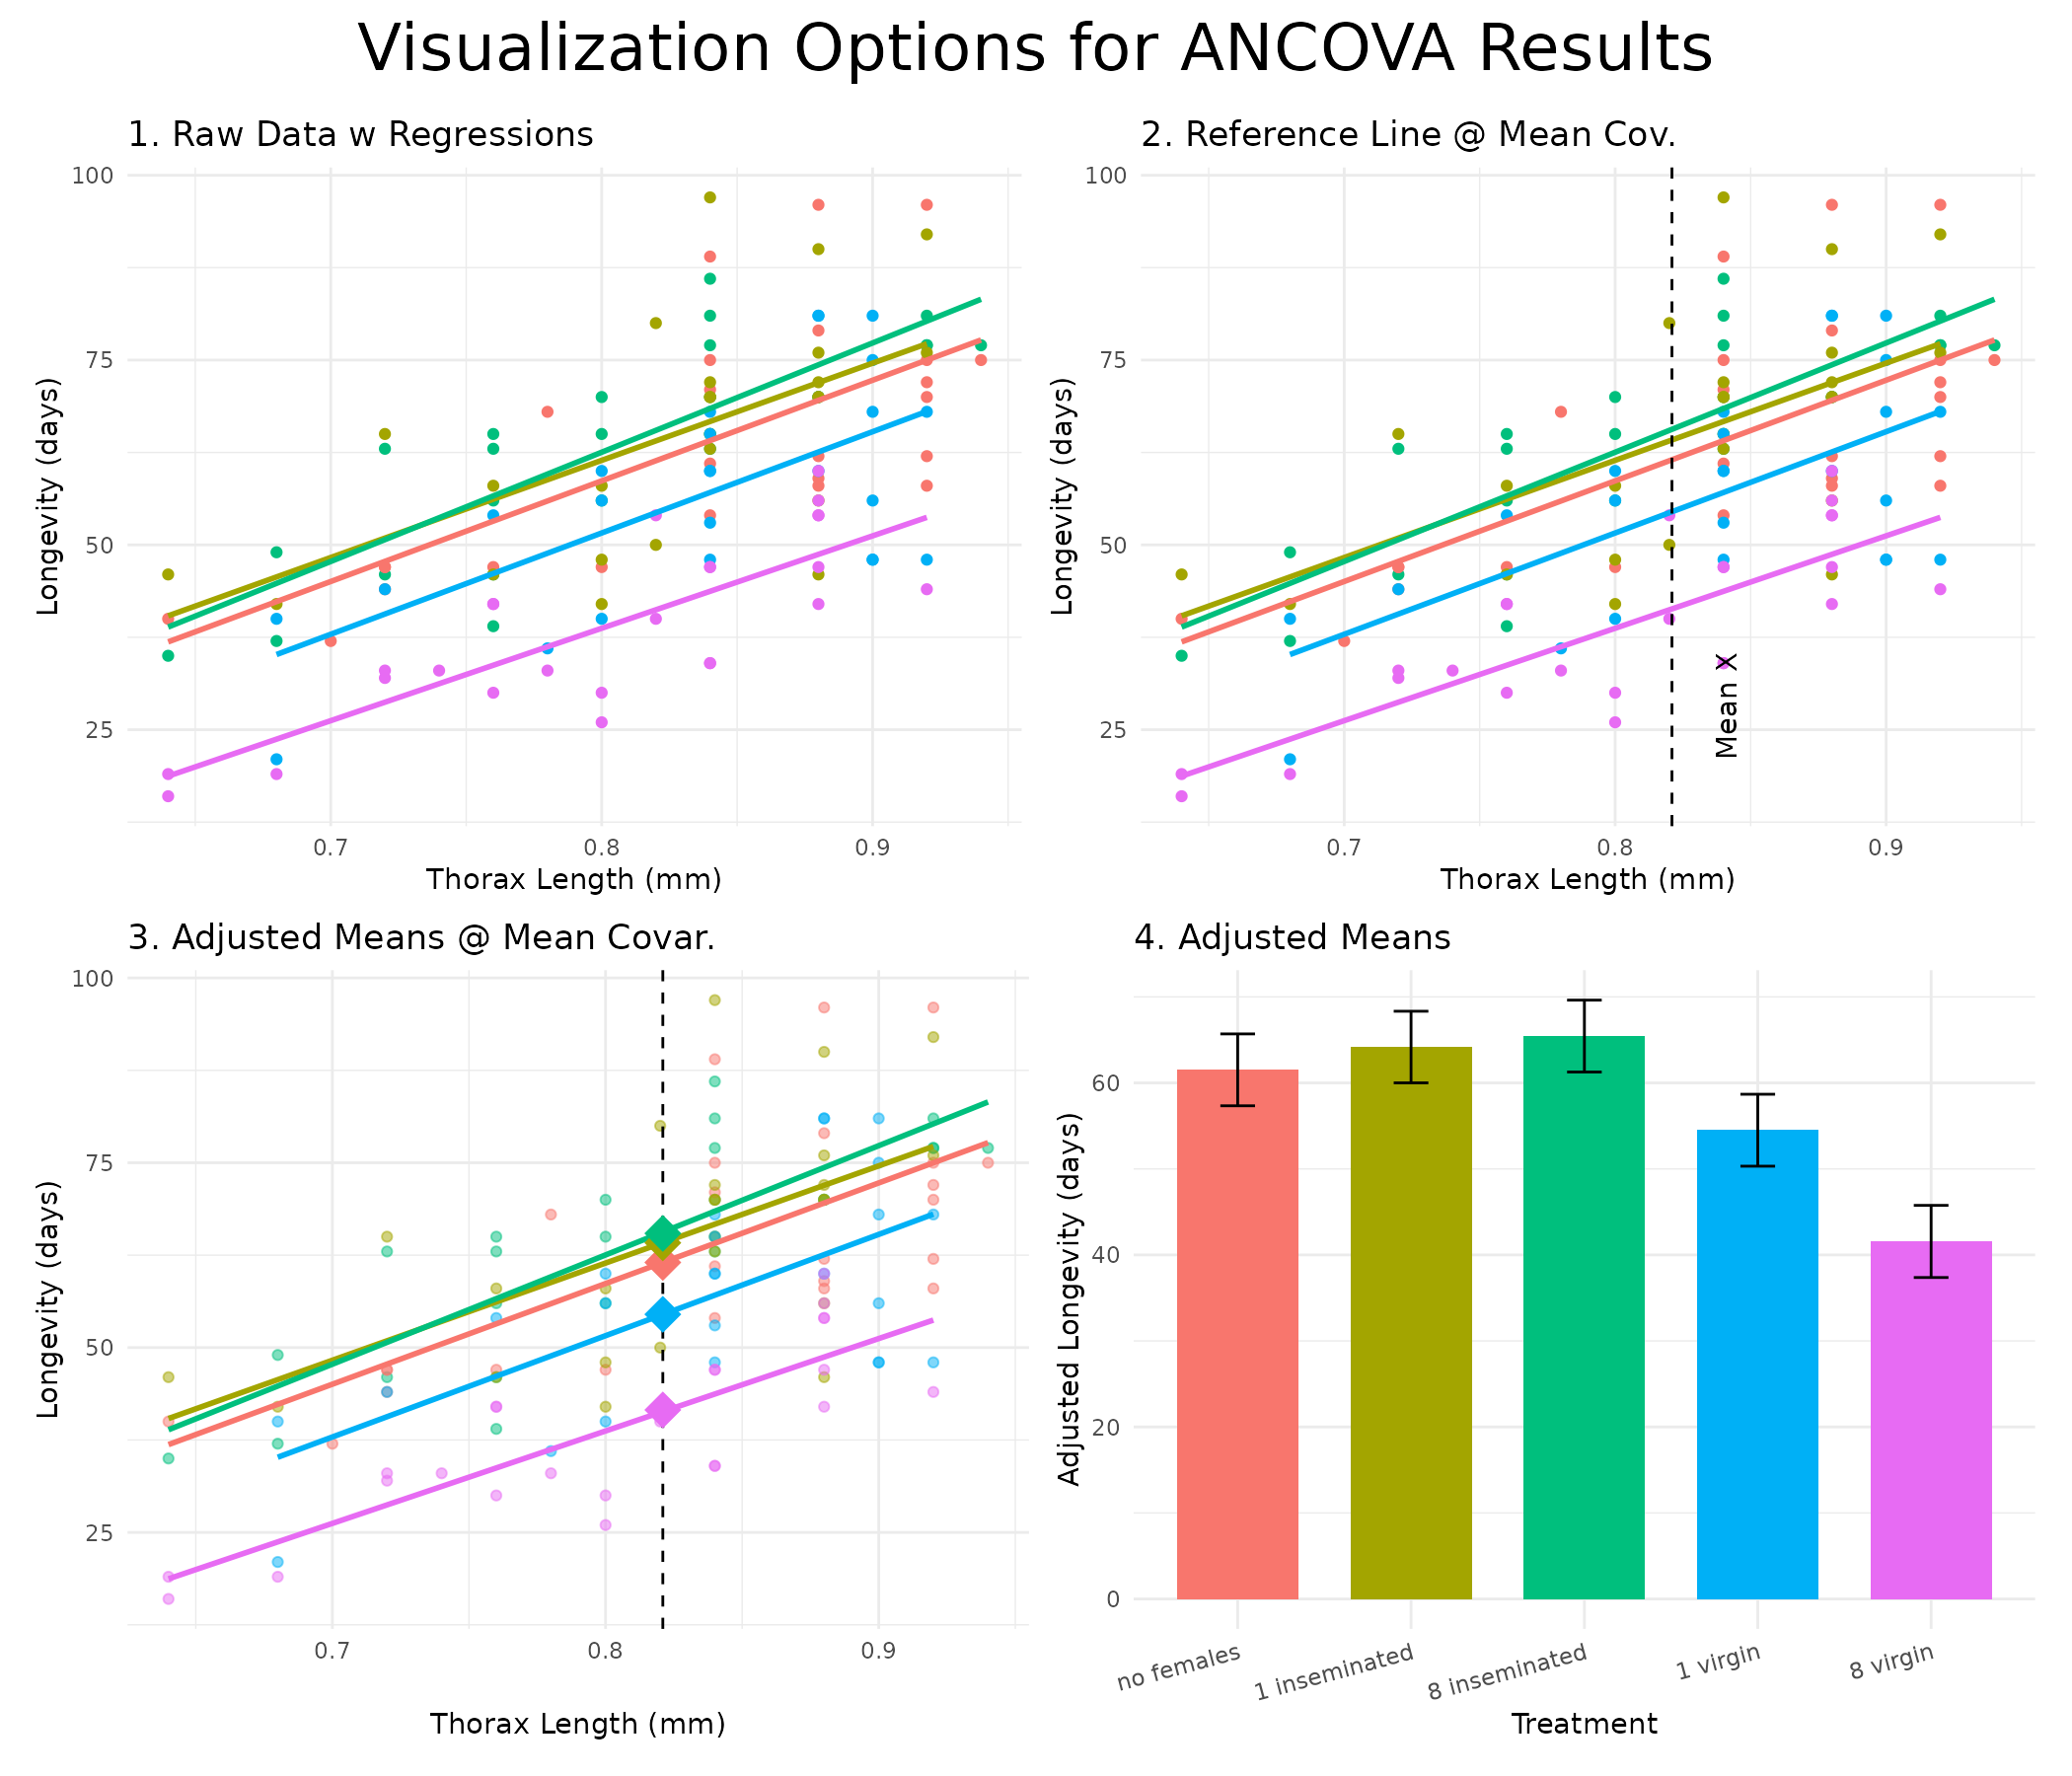 Visualization Options for ANCOVA Results
1. Raw Data w Regressions
100
75
50
25
Longevity (days)
0.7 0.8 0.9
Thorax Length (mm)
2. Reference Line @ Mean Cov.
100
75
50
25
Longevity (days)
Mean X
0.7 0.8 0.9
Thorax Length (mm)
3. Adjusted Means @ Mean Covar.
100
75
50
25
Longevity (days)
0.7 0.8 0.9
Thorax Length (mm)
4. Adjusted Means
60
40
20
0
Adjusted Longevity (days)
no females
1 inseminated
8 inseminated
1 virgin
8 virgin
Treatment